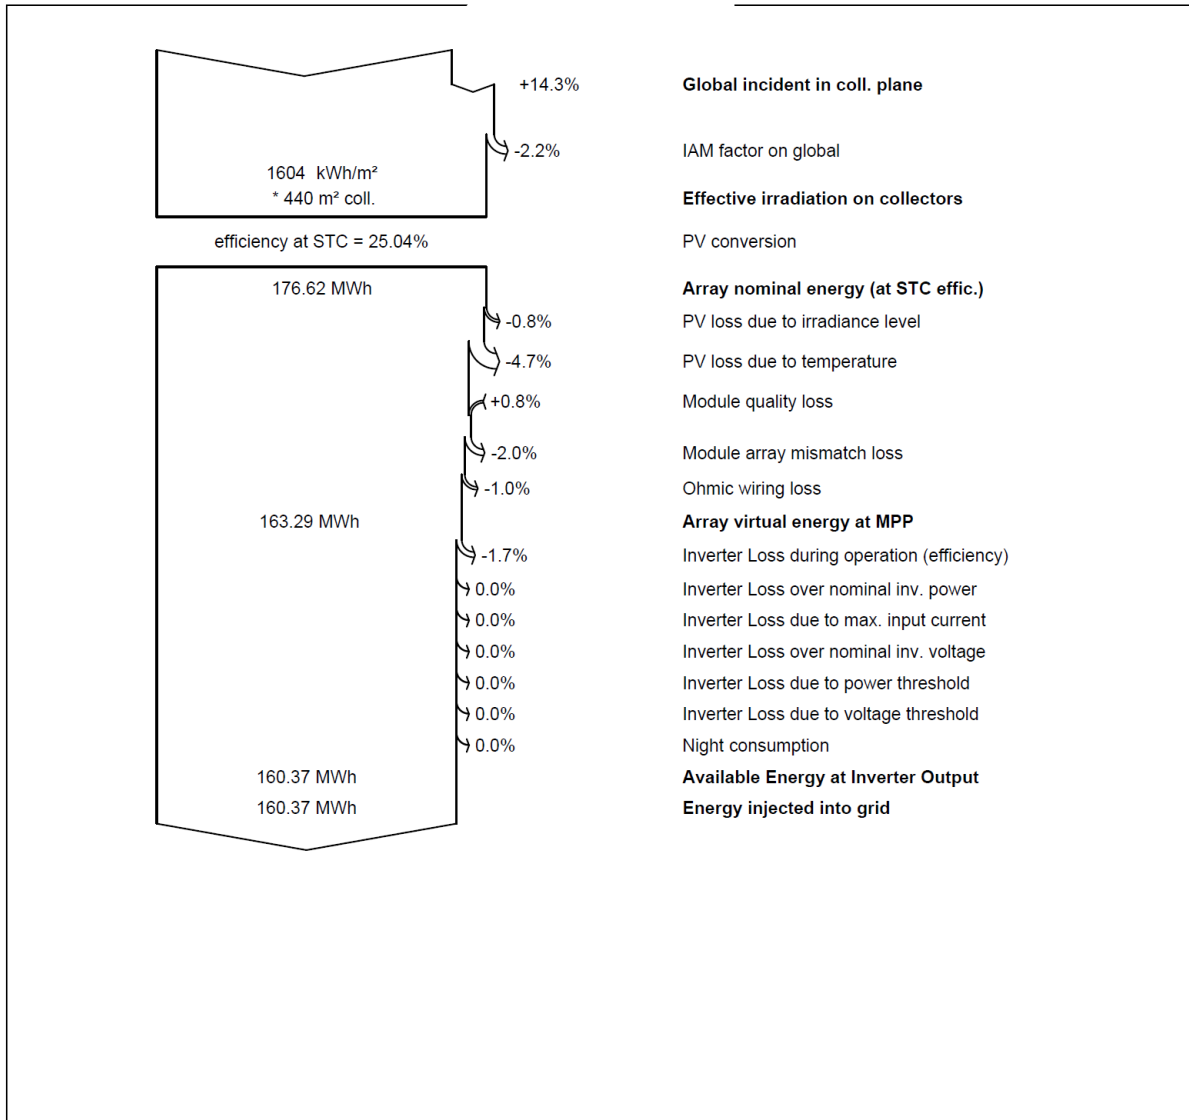 +14.3% Global incident in coll. plane
-2.2% IAM factor on global
1604 kWh/m²
* 440 m² coll. Effective irradiation on collectors
efficiency at STC = 25.04% PV conversion
176.62 MWh Array nominal energy (at STC effic.)
-0.8% PV loss due to irradiance level
-4.7% PV loss due to temperature
+0.8% Module quality loss
-2.0% Module array mismatch loss
-1.0% Ohmic wiring loss
163.29 MWh Array virtual energy at MPP
-1.7% Inverter Loss during operation (efficiency)
0.0% Inverter Loss over nominal inv. power
0.0% Inverter Loss due to max. input current
0.0% Inverter Loss over nominal inv. voltage
0.0% Inverter Loss due to power threshold
0.0% Inverter Loss due to voltage threshold
0.0% Night consumption
160.37 MWh Available Energy at Inverter Output
160.37 MWh Energy injected into grid